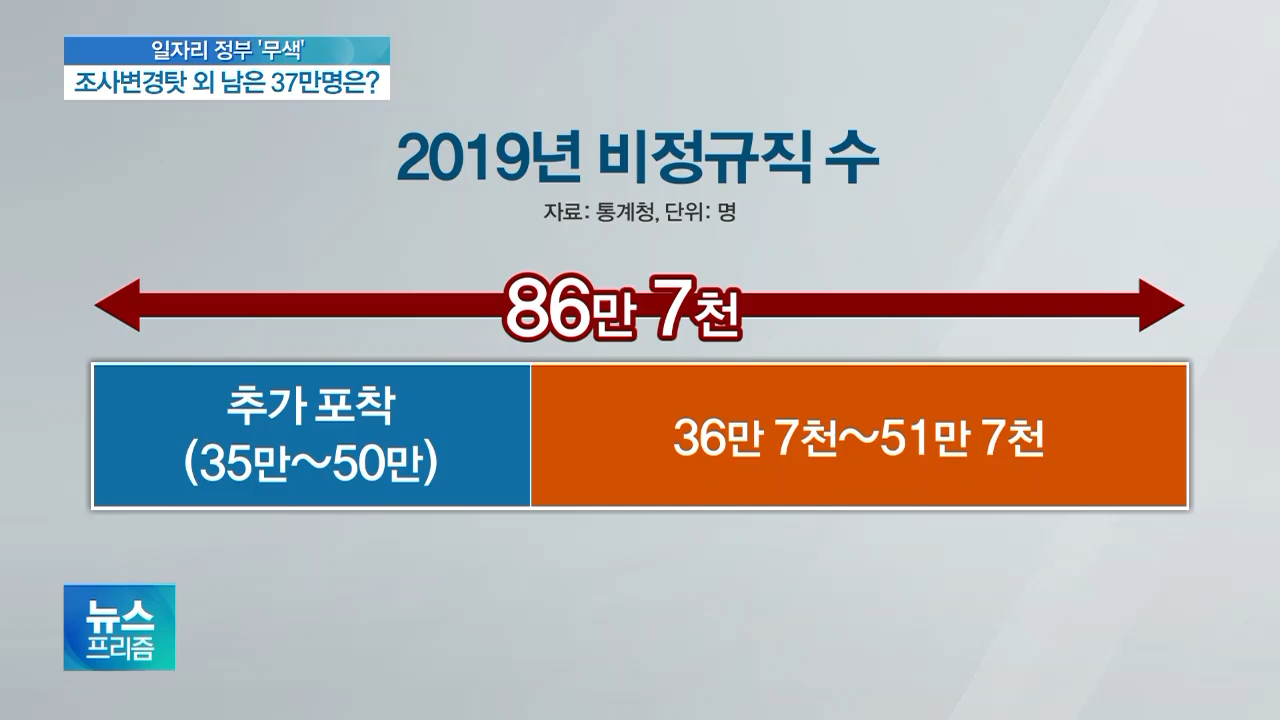 일자리 정부 '무색'
조사변경탓 외 남은 37만명은?
2019년 비정규직 수
자료: 통계청, 단위: 명
86만 7천
추가 포착
(35만~50만)
36만 7천~51만 7천
뉴스
프리즘